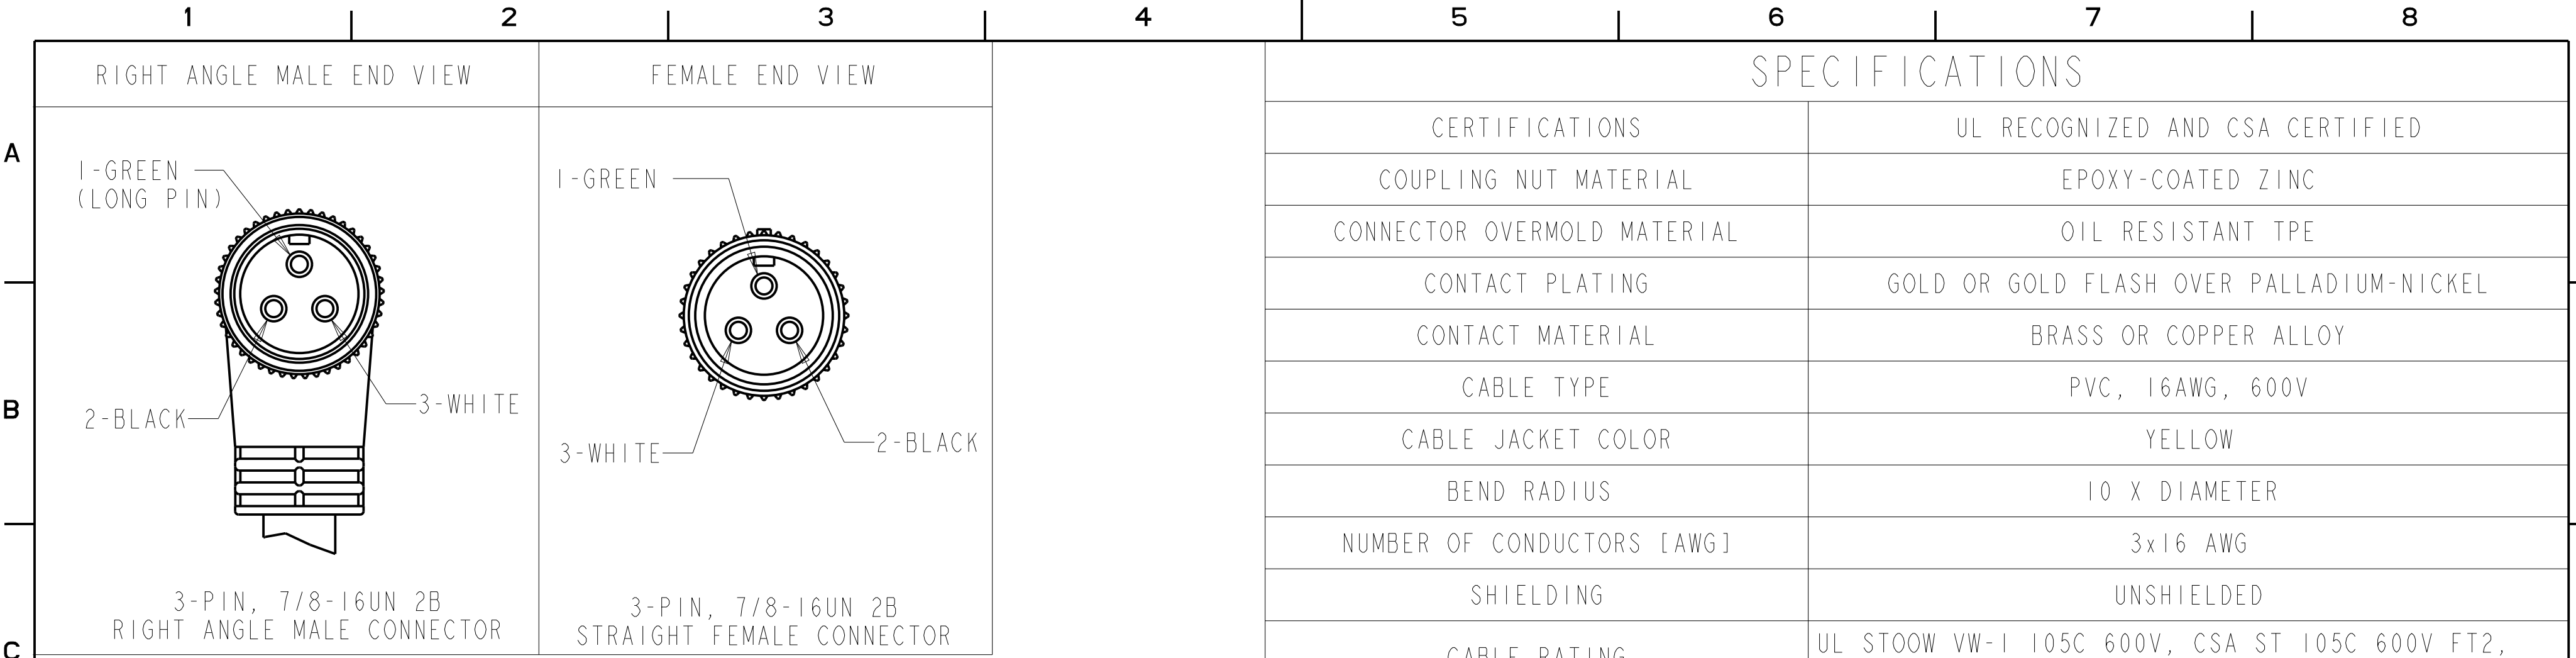 1 2 3 4 5 6 7 8
RIGHT ANGLE MALE END VIEW
FEMALE END VIEW
A
1-GREEN
(LONG PIN)
2-BLACK
3-WHITE
3-PIN, 7/8-16UN 2B
RIGHT ANGLE MALE CONNECTOR
1-GREEN
3-WHITE
2-BLACK
3-PIN, 7/8-16UN 2B
STRAIGHT FEMALE CONNECTOR
B
C
SPECIFICATIONS
CERTIFICATIONS UL RECOGNIZED AND CSA CERTIFIED
COUPLING NUT MATERIAL EPOXY-COATED ZINC
CONNECTOR OVERMOLD MATERIAL OIL RESISTANT TPE
CONTACT PLATING GOLD OR GOLD FLASH OVER PALLADIUM-NICKEL
CONTACT MATERIAL BRASS OR COPPER ALLOY
CABLE TYPE PVC, 16AWG, 600V
CABLE JACKET COLOR YELLOW
BEND RADIUS 10 X DIAMETER
NUMBER OF CONDUCTORS [AWG] 3x16 AWG
SHIELDING UNSHIELDED
CABLE RATING UL STOOW VW-1 105C 600V, CSA ST 105C 600V FT2,